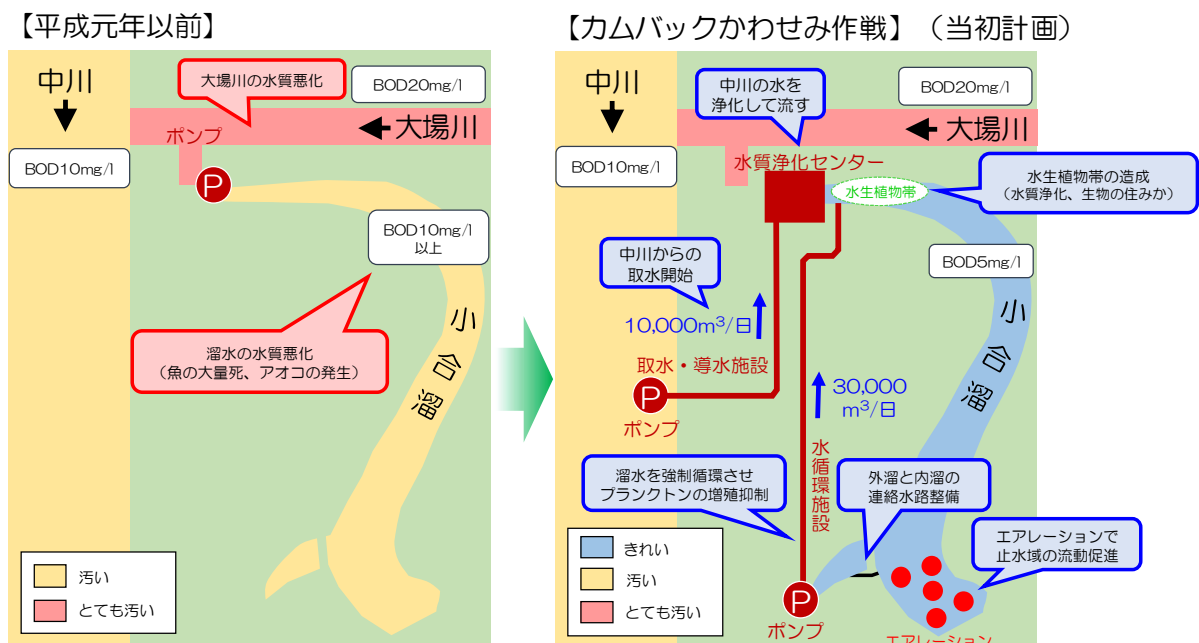 【平成元年以前】
中川
大場川の水質悪化
BOD20mg/l
大場川
ポンプ
BOD10mg/l
P
BOD10mg/l
以上
小合溜
溜水の水質悪化
（魚の大量死、アオコの発生）
汚い
とても汚い
【カムバックかわせみ作戦】（当初計画）
中川
中川の水を
浄化して流す
BOD20mg/l
大場川
BOD10mg/l
水質浄化センター
水生植物帯
水生植物帯の造成
（水質浄化、生物の住みか）
中川からの
取水開始
BOD5mg/l
10,000m³/日
小合溜
取水・導水施設
P
ポンプ
30,000
m³/日
水循環施設
溜水を強制循環させ
プランクトンの増殖抑制
外溜と内溜の
連絡水路整備
エアレーションで
止水域の流動促進
きれい
汚い
とても汚い
P
ポンプ
エアレーション